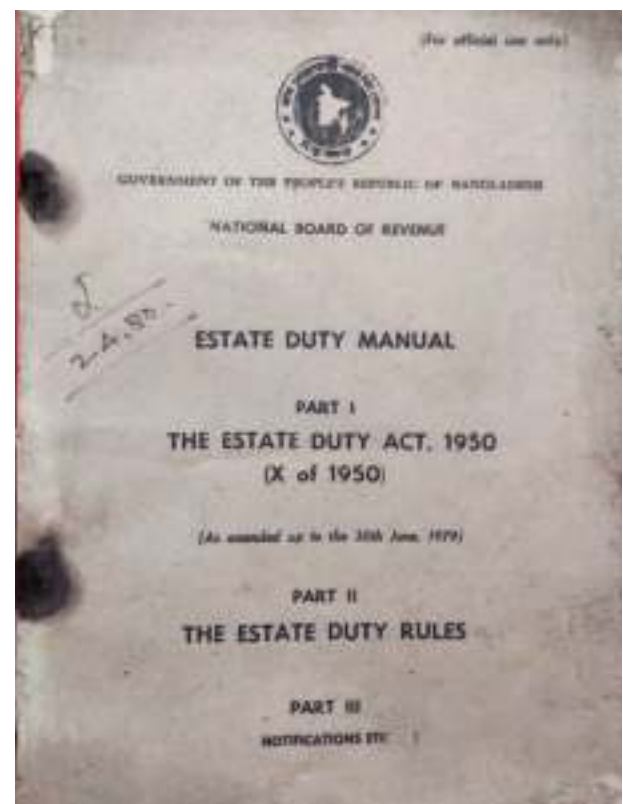 (For official use only)
GOVERNMENT OF THE PEOPLE'S REPUBLIC OF BANGLADESH
NATIONAL BOARD OF REVENUE
ESTATE DUTY MANUAL
PART I
THE ESTATE DUTY ACT, 1950
(X of 1950)
(As amended up to the 30th June, 1979)
PART II
THE ESTATE DUTY RULES
PART III
NOTIFICATIONS ETC